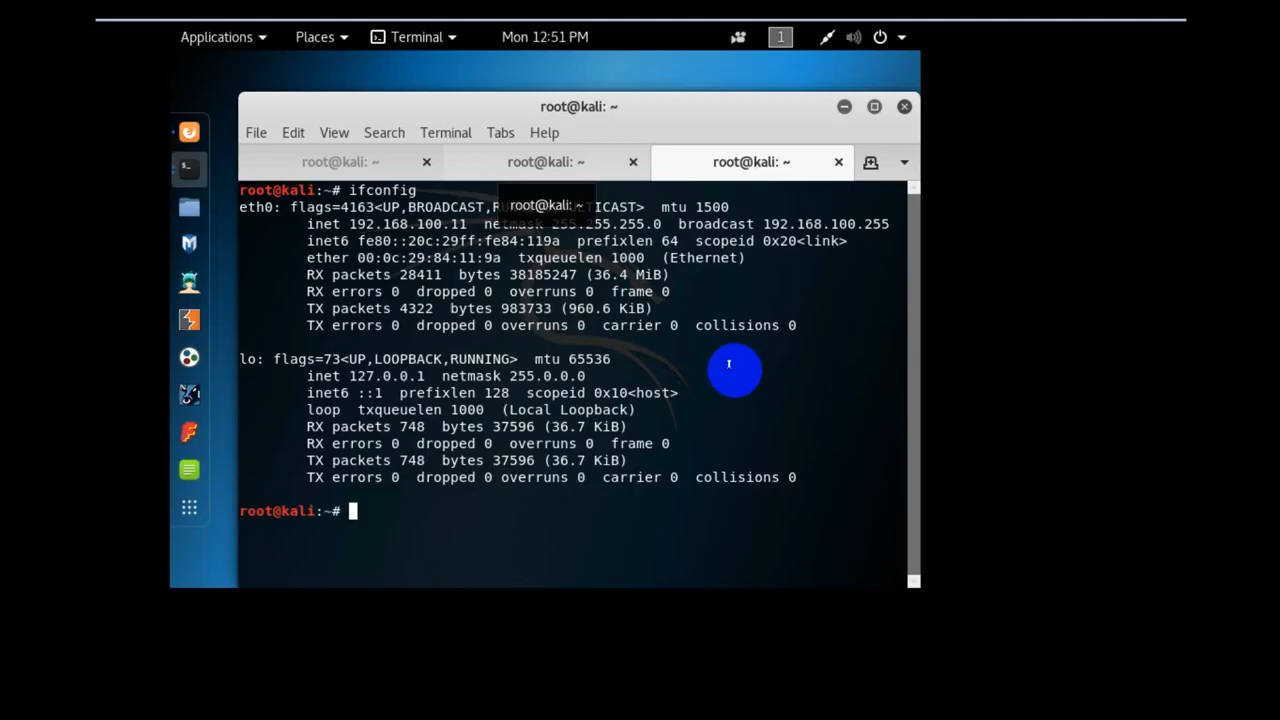 Applications Places Terminal Mon 12:51 PM 1
root@kali: ~
File Edit View Search Terminal Tabs Help
root@kali: ~ root@kali: ~ root@kali: ~
root@kali:~# ifconfig
root@kali: ~
eth0: flags=4163<UP,BROADCAST,R TICAST> mtu 1500
inet 192.168.100.11 netmask 255.255.255.0 broadcast 192.168.100.255
inet6 fe80::20c:29ff:fe84:119a prefixlen 64 scopeid 0x20<link>
ether 00:0c:29:84:11:9a txqueuelen 1000 (Ethernet)
RX packets 28411 bytes 38185247 (36.4 MiB)
RX errors 0 dropped 0 overruns 0 frame 0
TX packets 4322 bytes 983733 (960.6 KiB)
TX errors 0 dropped 0 overruns 0 carrier 0 collisions 0
lo: flags=73<UP,LOOPBACK,RUNNING> mtu 65536
inet 127.0.0.1 netmask 255.0.0.0
inet6 ::1 prefixlen 128 scopeid 0x10<host>
loop txqueuelen 1000 (Local Loopback)
RX packets 748 bytes 37596 (36.7 KiB)
RX errors 0 dropped 0 overruns 0 frame 0
TX packets 748 bytes 37596 (36.7 KiB)
TX errors 0 dropped 0 overruns 0 carrier 0 collisions 0
root@kali:~#